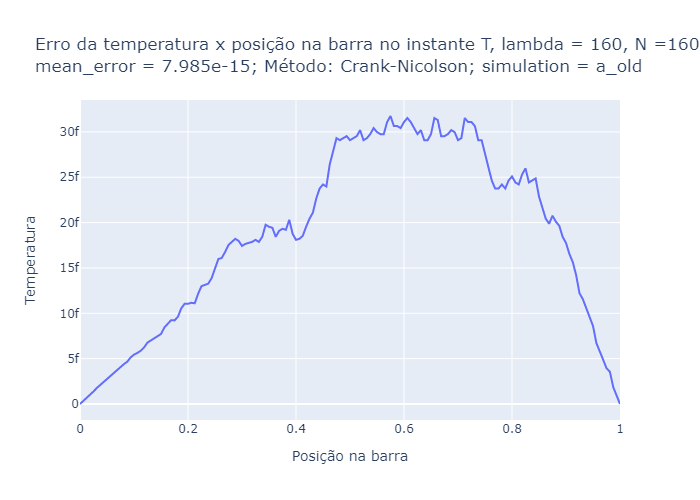 Erro da temperatura x posição na barra no instante T, lambda = 160, N =160
mean_error = 7.985e-15; Método: Crank-Nicolson; simulation = a_old
30f
25f
20f
15f
10f
5f
0
Temperatura
0
0.2
0.4
0.6
0.8
1
Posição na barra